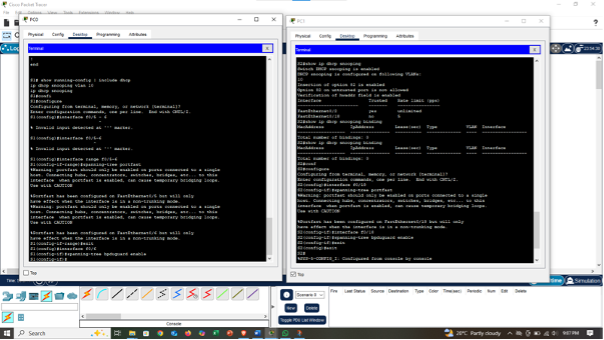 Cisco Packet Tracer
PC0
Physical Config Desktop Programming Attributes
Terminal
X
!
end
S1# show running-config | include dhcp
ip dhcp snooping vlan 10
ip dhcp snooping
S1#conf
S1#configure
Configuring from terminal, memory, or network [terminal]?
Enter configuration commands, one per line. End with CNTL/Z.
S1(config)#interface f0/5 - 6
^
% Invalid input detected at '^' marker.
S1(config)#interface f0/5-6
^
% Invalid input detected at '^' marker.
S1(config)#interface range f0/5-6
S1(config-if-range)#spanning-tree portfast
%Warning: portfast should only be enabled on ports connected to a single
host. Connecting hubs, concentrators, switches, bridges, etc... to this
interface when portfast is enabled, can cause temporary bridging loops.
Use with CAUTION
%Portfast has been configured on FastEthernet0/5 but will only
have effect when the interface is in a non-trunking mode.
%Warning: portfast should only be enabled on ports connected to a single
host. Connecting hubs, concentrators, switches, bridges, etc... to this
interface when portfast is enabled, can cause temporary bridging loops.
Use with CAUTION
%Portfast has been configured on FastEthernet0/6 but will only
have effect when the interface is in a non-trunking mode.
S1(config-if-range)#exit
S1(config)#interface f0/6
S1(config-if)#spanning-tree bpduguard enable
S1(config-if)#
Top
Physical Config Desktop Programming Attributes
Terminal
X
S2#show ip dhcp snooping
Switch DHCP snooping is enabled
DHCP snooping is configured on following VLANs:
10
Insertion of option 82 is enabled
Option 82 on untrusted port is not allowed
Verification of hwaddr field is enabled
Interface Trusted Rate limit (pps)
FastEthernet0/1 yes unlimited
FastEthernet0/18 no 5
S2#show ip dhcp snooping binding
MacAddress IpAddress Lease(sec) Type VLAN Interface
Total number of bindings: 0
S2#show ip dhcp snooping binding
MacAddress IpAddress Lease(sec) Type VLAN Interface
Total number of bindings: 0
S2#conf
S2#configure
Configuring from terminal, memory, or network [terminal]?
Enter configuration commands, one per line. End with CNTL/Z.
S2(config)#interface f0/18
S2(config-if)#spanning-tree portfast
%Warning: portfast should only be enabled on ports connected to a single
host. Connecting hubs, concentrators, switches, bridges, etc... to this
interface when portfast is enabled, can cause temporary bridging loops.
Use with CAUTION
%Portfast has been configured on FastEthernet0/18 but will only
have effect when the interface is in a non-trunking mode.
S2(config-if)#interface f0/18
S2(config-if)#spanning-tree bpduguard enable
S2(config-if)#exit
S2(config)#exit
S2#
%SYS-5-CONFIG_I: Configured from console by console
Top
Simulation
Scenario 0
New Delete
Toggle PDU List Window
Fire Last Status Source Destination Type Color Time(sec) Periodic Num Edit Delete
Console
Search
26°C Partly cloudy
9:07 PM